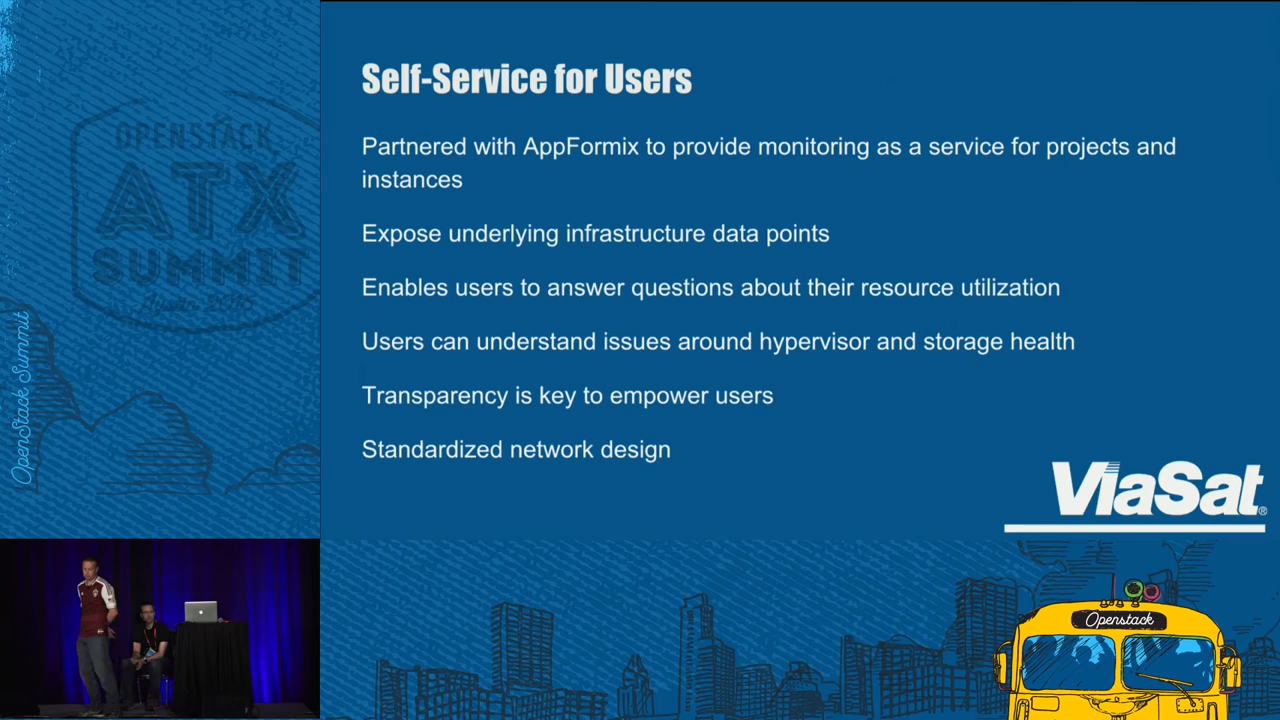 Self-Service for Users
Partnered with AppFormix to provide monitoring as a service for projects and
instances
Expose underlying infrastructure data points
Enables users to answer questions about their resource utilization
Users can understand issues around hypervisor and storage health
Transparency is key to empower users
Standardized network design
ViaSat®
OPENSTACK
ATX
SUMMIT
Austin 2016
OpenStack Summit
Openstack